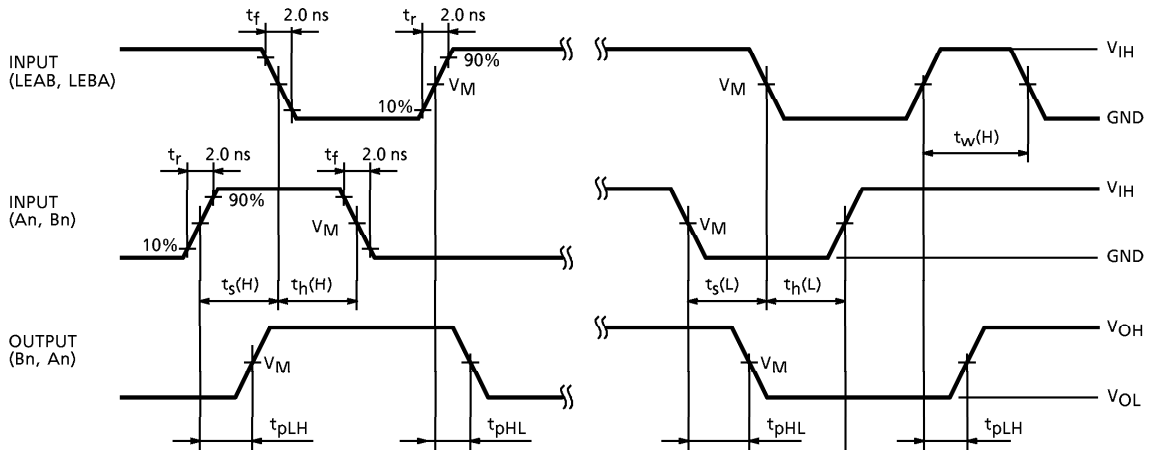 tf 2.0 ns tr 2.0 ns
INPUT
(LEAB, LEBA)
90%
VM
10%
VM
VIH
GND
tw(H)
tr 2.0 ns tf 2.0 ns
INPUT
(An, Bn)
90%
VM
10%
VM
VIH
GND
ts(H) th(H) ts(L) th(L)
OUTPUT
(Bn, An)
VM
VM
VOH
VOL
tpLH tpHL tpHL tpLH